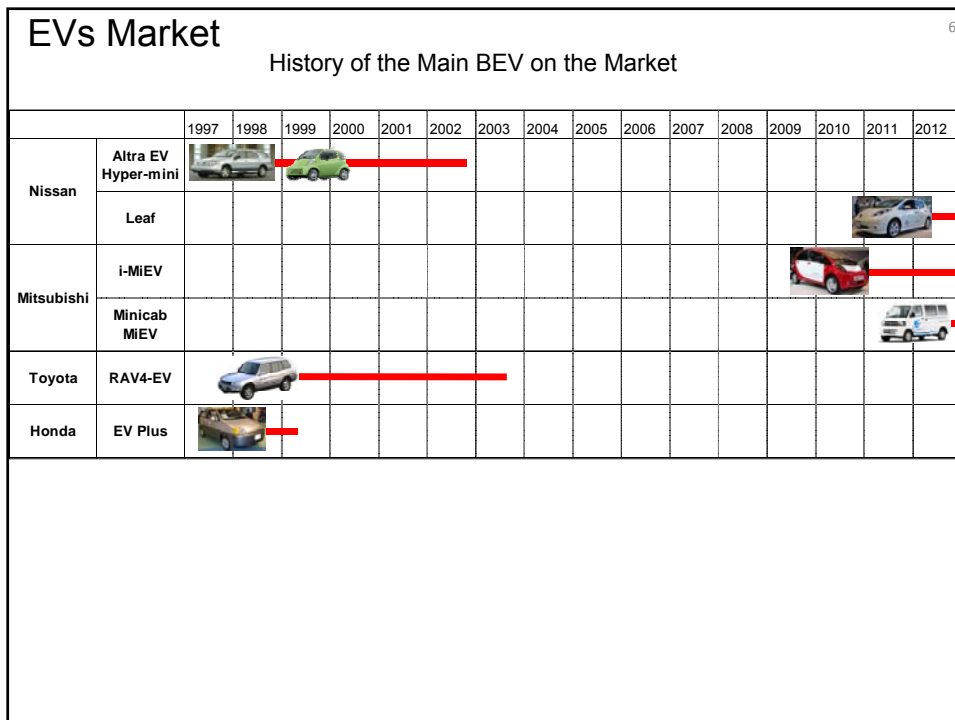 EVs Market
6
History of the Main BEV on the Market
1997 1998 1999 2000 2001 2002 2003 2004 2005 2006 2007 2008 2009 2010 2011 2012
Nissan
Altra EV
Hyper-mini
Leaf
Mitsubishi
i-MiEV
Minicab
MiEV
Toyota
RAV4-EV
Honda
EV Plus